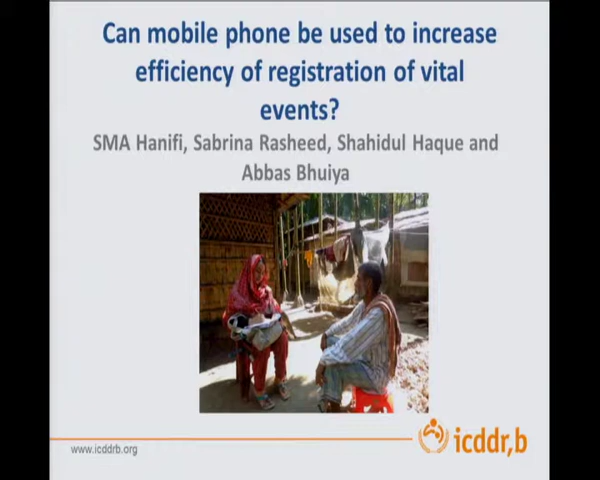 Can mobile phone be used to increase
efficiency of registration of vital
events?
SMA Hanifi, Sabrina Rasheed, Shahidul Haque and
Abbas Bhuiya
www.icddrb.org
icddr,b